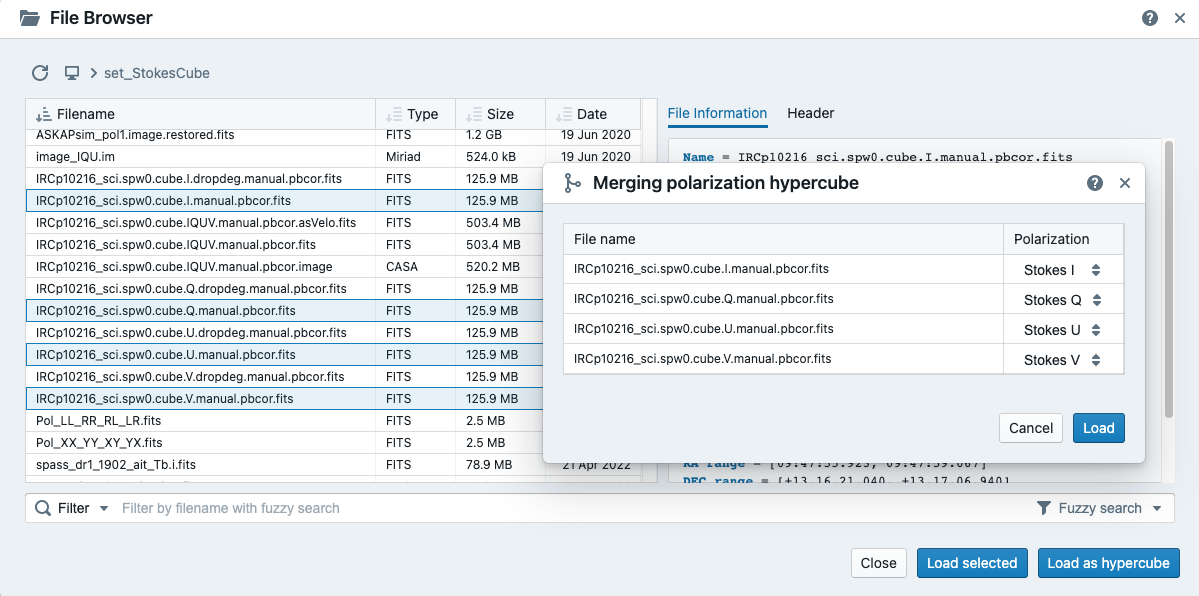 File Browser
set_StokesCube
Filename Type Size Date
ASKAPsim_pol1.image.restored.fits FITS 1.2 GB 19 Jun 2020
image_IQU.im Miriad 524.0 kB 19 Jun 2020
IRCp10216_sci.spw0.cube.I.dropdeg.manual.pbcor.fits FITS 125.9 MB
IRCp10216_sci.spw0.cube.I.manual.pbcor.fits FITS 125.9 MB
IRCp10216_sci.spw0.cube.IQUV.manual.pbcor.asVelo.fits FITS 503.4 MB
IRCp10216_sci.spw0.cube.IQUV.manual.pbcor.fits FITS 503.4 MB
IRCp10216_sci.spw0.cube.IQUV.manual.pbcor.image CASA 520.2 MB
IRCp10216_sci.spw0.cube.Q.dropdeg.manual.pbcor.fits FITS 125.9 MB
IRCp10216_sci.spw0.cube.Q.manual.pbcor.fits FITS 125.9 MB
IRCp10216_sci.spw0.cube.U.dropdeg.manual.pbcor.fits FITS 125.9 MB
IRCp10216_sci.spw0.cube.U.manual.pbcor.fits FITS 125.9 MB
IRCp10216_sci.spw0.cube.V.dropdeg.manual.pbcor.fits FITS 125.9 MB
IRCp10216_sci.spw0.cube.V.manual.pbcor.fits FITS 125.9 MB
Pol_LL_RR_RL_LR.fits FITS 2.5 MB
Pol_XX_YY_XY_YX.fits FITS 2.5 MB
spass_dr1_1902_ait_Tb.i.fits FITS 78.9 MB 21 Apr 2022
File Information Header
Name = IRCp10216_sci.spw0.cube.I.manual.pbcor.fits
Merging polarization hypercube
File name Polarization
IRCp10216_sci.spw0.cube.I.manual.pbcor.fits Stokes I
IRCp10216_sci.spw0.cube.Q.manual.pbcor.fits Stokes Q
IRCp10216_sci.spw0.cube.U.manual.pbcor.fits Stokes U
IRCp10216_sci.spw0.cube.V.manual.pbcor.fits Stokes V
Cancel Load
RA range = [09:47:55.923, 09:47:59.067]
DEC range = [+13.16.21.040, +13.17.06.940]
Filter Filter by filename with fuzzy search Fuzzy search
Close Load selected Load as hypercube